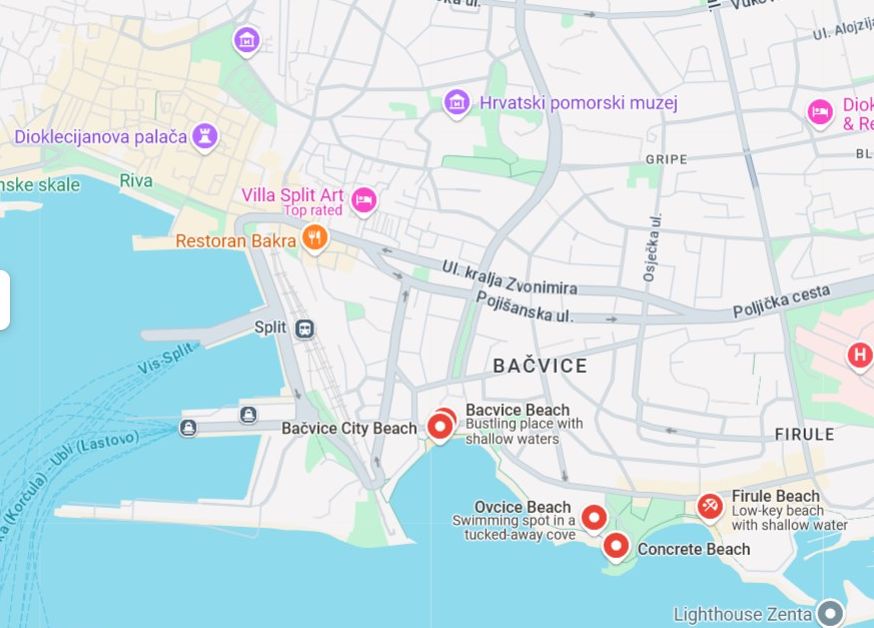 ul.
Vuko
Ul. Alojzij
Hrvatski pomorski muzej
Diok
& Re
Dioklecijanova palača
GRIPE
BL
nske skale
Riva
Villa Split Art
Top rated
Restoran Bakra
Osječka ul.
Ul. kralja Zvonimira
Pojišanska ul.
Poljička cesta
Split
Vis-Split
BAČVICE
H
Bačvice City Beach
Bacvice Beach
Bustling place with
shallow waters
FIRULE
ka (Korčula) - Ubli (Lastovo)
Ovcice Beach
Swimming spot in a
tucked-away cove
Firule Beach
Low-key beach
with shallow water
Concrete Beach
Lighthouse Zenta